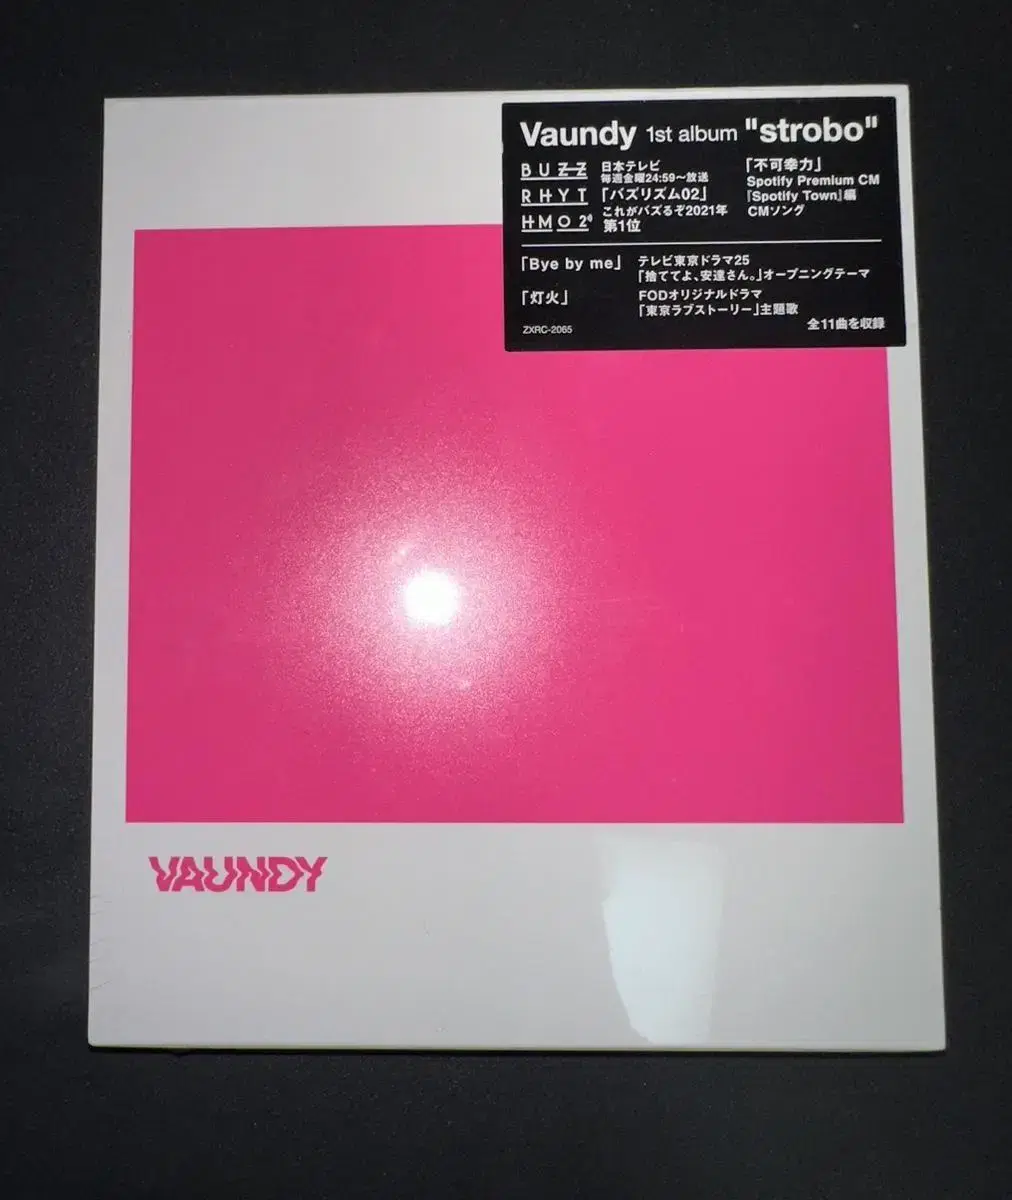 Vaundy 1st album "strobo"
BUZZ
RHYT
HMO2
日本テレビ
毎週金曜24:59〜放送
「バズリズム02」
これがバズるぞ2021年
第1位
「不可幸力」
Spotify Premium CM
『Spotify Town』編
CMソング
「Bye by me」
テレビ東京ドラマ25
「捨ててよ、安達さん。」オープニングテーマ
「灯火」
FODオリジナルドラマ
「東京ラブストーリー」主題歌
ZXRC-2065
全11曲を収録
VAUNDY